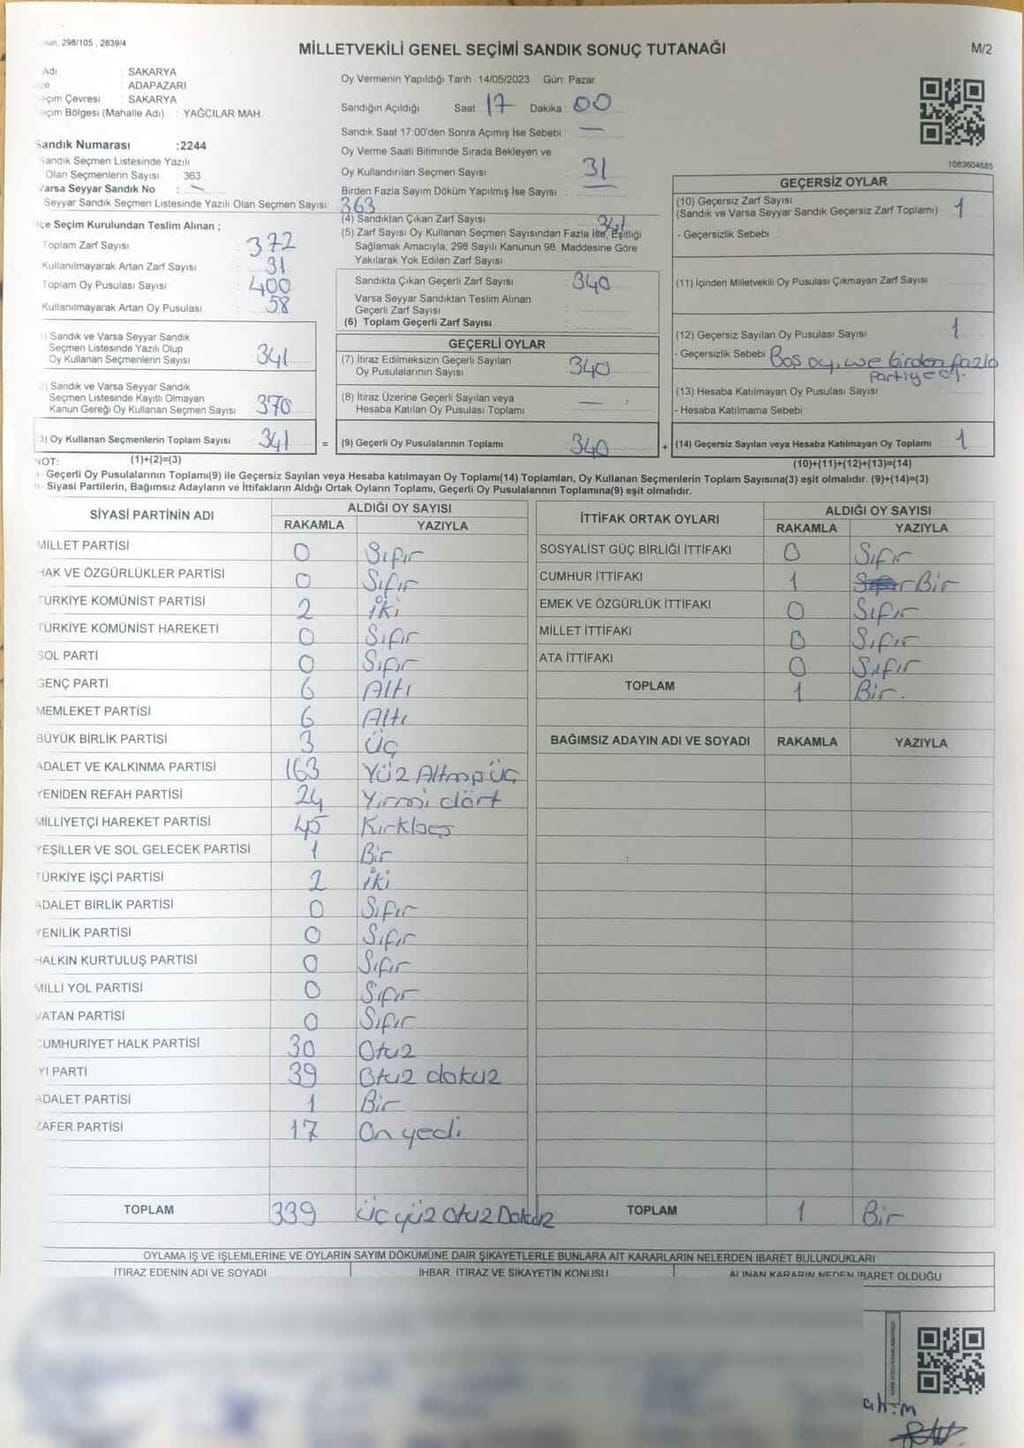 298/105 , 2839/4
MİLLETVEKİLİ GENEL SEÇİMİ SANDIK SONUÇ TUTANAĞI
M/2
Adı : SAKARYA
ADAPAZARI
Seçim Çevresi : SAKARYA
Seçim Bölgesi (Mahalle Adı) : YAĞCILAR MAH.
Sandık Numarası :2244
Sandık Seçmen Listesinde Yazılı
Olan Seçmenlerin Sayısı : 363
Varsa Seyyar Sandık No : —
Seyyar Sandık Seçmen Listesinde Yazılı Olan Seçmen Sayısı: 363
İlçe Seçim Kurulundan Teslim Alınan ;
Toplam Zarf Sayısı : 372
Kullanılmayarak Artan Zarf Sayısı : 31
Toplam Oy Pusulası Sayısı : 400
Kullanılmayarak Artan Oy Pusulası : 58
Oy Vermenin Yapıldığı Tarih :14/05/2023 Gün: Pazar
Sandığın Açıldığı Saat : 17 Dakika : 00
Sandık Saat 17:00'den Sonra Açımış İse Sebebi : —
Oy Verme Saati Bitiminde Sırada Bekleyen ve
Oy Kullandırılan Seçmen Sayısı : 31
Birden Fazla Sayım Döküm Yapılmış İse Sayısı : —
(4) Sandıktan Çıkan Zarf Sayısı : 341
(5) Zarf Sayısı Oy Kullanan Seçmen Sayısından Fazla İse, Eşitliği
Sağlamak Amacıyla, 298 Sayılı Kanunun 98. Maddesine Göre
Yakılarak Yok Edilen Zarf Sayısı
1083604685
GEÇERSİZ OYLAR
(10) Geçersiz Zarf Sayısı
(Sandık ve Varsa Seyyar Sandık Geçersiz Zarf Toplamı) : 1
- Geçersizlik Sebebi :
(11) İçinden Milletvekili Oy Pusulası Çıkmayan Zarf Sayısı :
(12) Geçersiz Sayılan Oy Pusulası Sayısı : 1
- Geçersizlik Sebebi : Boş oy, we birden fazla
partiye oy.
(13) Hesaba Katılmayan Oy Pusulası Sayısı :
- Hesaba Katılmama Sebebi
(14) Geçersiz Sayılan veya Hesaba Katılmayan Oy Toplamı : 1
(10)+(11)+(12)+(13)=(14)
Sandıkta Çıkan Geçerli Zarf Sayısı : 340
Varsa Seyyar Sandıktan Teslim Alınan
Geçerli Zarf Sayısı :
(6) Toplam Geçerli Zarf Sayısı :
GEÇERLİ OYLAR
(7) İtiraz Edilmeksizin Geçerli Sayılan
Oy Pusulalarının Sayısı : 340
(8) İtiraz Üzerine Geçerli Sayılan veya
Hesaba Katılan Oy Pusulası Toplamı : —
(9) Geçerli Oy Pusulalarının Toplamı : 340
1) Sandık ve Varsa Seyyar Sandık
Seçmen Listesinde Yazılı Olup
Oy Kullanan Seçmenlerin Sayısı : 341
2) Sandık ve Varsa Seyyar Sandık
Seçmen Listesinde Kayıtlı Olmayan
Kanun Gereği Oy Kullanan Seçmen Sayısı : 370
3) Oy Kullanan Seçmenlerin Toplam Sayısı : 341
NOT: (1)+(2)=(3)
- Geçerli Oy Pusulalarının Toplamı(9) ile Geçersiz Sayılan veya Hesaba katılmayan Oy Toplamı(14) Toplamları, Oy Kullanan Seçmenlerin Toplam Sayısına(3) eşit olmalıdır. (9)+(14)=(3)
- Siyasi Partilerin, Bağımsız Adayların ve İttifakların Aldığı Ortak Oyların Toplamı, Geçerli Oy Pusulalarının Toplamına(9) eşit olmalıdır.
SİYASİ PARTİNİN ADI ALDIĞI OY SAYISI
RAKAMLA YAZIYLA
MİLLET PARTİSİ 0 Sıfır
HAK VE ÖZGÜRLÜKLER PARTİSİ 0 Sıfır
TÜRKİYE KOMÜNİST PARTİSİ 2 İki
TÜRKİYE KOMÜNİST HAREKETİ 0 Sıfır
SOL PARTİ 0 Sıfır
GENÇ PARTİ 6 Altı
MEMLEKET PARTİSİ 6 Altı
BÜYÜK BİRLİK PARTİSİ 3 Üç
ADALET VE KALKINMA PARTİSİ 163 Yüz Altmış üç
YENİDEN REFAH PARTİSİ 24 Yirmi dört
MİLLİYETÇİ HAREKET PARTİSİ 45 Kırkbeş
YEŞİLLER VE SOL GELECEK PARTİSİ 1 Bir
TÜRKİYE İŞÇİ PARTİSİ 2 İki
ADALET BİRLİK PARTİSİ 0 Sıfır
YENİLİK PARTİSİ 0 Sıfır
HALKIN KURTULUŞ PARTİSİ 0 Sıfır
MİLLİ YOL PARTİSİ 0 Sıfır
VATAN PARTİSİ 0 Sıfır
CUMHURİYET HALK PARTİSİ 30 Otuz
İYİ PARTİ 39 Otuz dokuz
ADALET PARTİSİ 1 Bir
ZAFER PARTİSİ 17 On yedi
TOPLAM 339 üç yüz Otuz Dokuz
İTTİFAK ORTAK OYLARI ALDIĞI OY SAYISI
RAKAMLA YAZIYLA
SOSYALİST GÜÇ BİRLİĞİ İTTİFAKI 0 Sıfır
CUMHUR İTTİFAKI 1 Bir
EMEK VE ÖZGÜRLÜK İTTİFAKI 0 Sıfır
MİLLET İTTİFAKI 0 Sıfır
ATA İTTİFAKI 0 Sıfır
TOPLAM 1 Bir.
BAĞIMSIZ ADAYIN ADI VE SOYADI RAKAMLA YAZIYLA
TOPLAM 1 Bir
OYLAMA İŞ VE İŞLEMLERİNE VE OYLARIN SAYIM DÖKÜMÜNE DAİR ŞİKAYETLERLE BUNLARA AİT KARARLARIN NELERDEN İBARET BULUNDUKLARI
İTİRAZ EDENİN ADI VE SOYADI İHBAR, İTİRAZ VE ŞİKAYETİN KONUSU ALINAN KARARIN NEDEN İBARET OLDUĞU